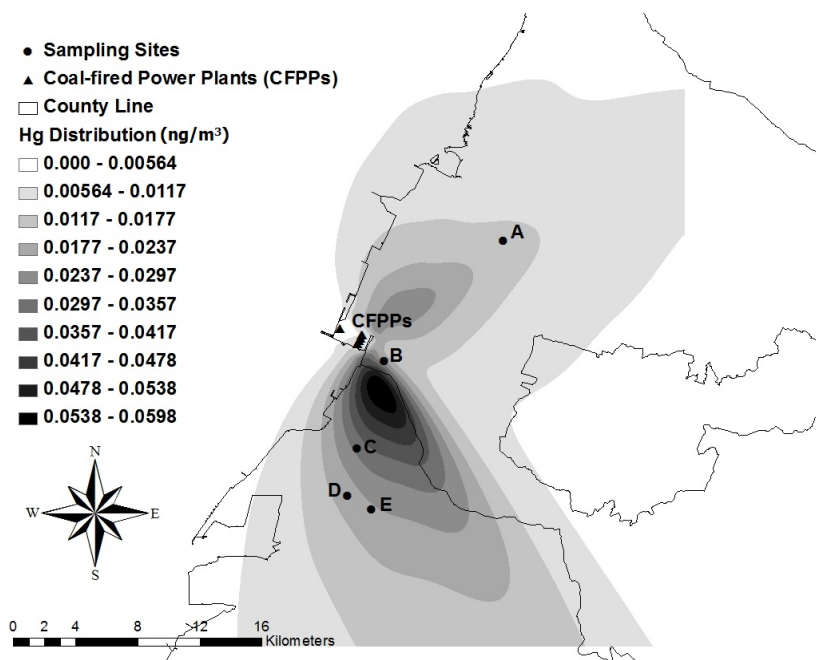 Sampling Sites
Coal-fired Power Plants (CFPPs)
County Line
Hg Distribution (ng/m³)
0.000 - 0.00564
0.00564 - 0.0117
0.0117 - 0.0177
0.0177 - 0.0237
0.0237 - 0.0297
0.0297 - 0.0357
0.0357 - 0.0417
0.0417 - 0.0478
0.0478 - 0.0538
0.0538 - 0.0598
A
CFPPs
B
C
D
E
N
W E
S
0 2 4 8 12 16
Kilometers